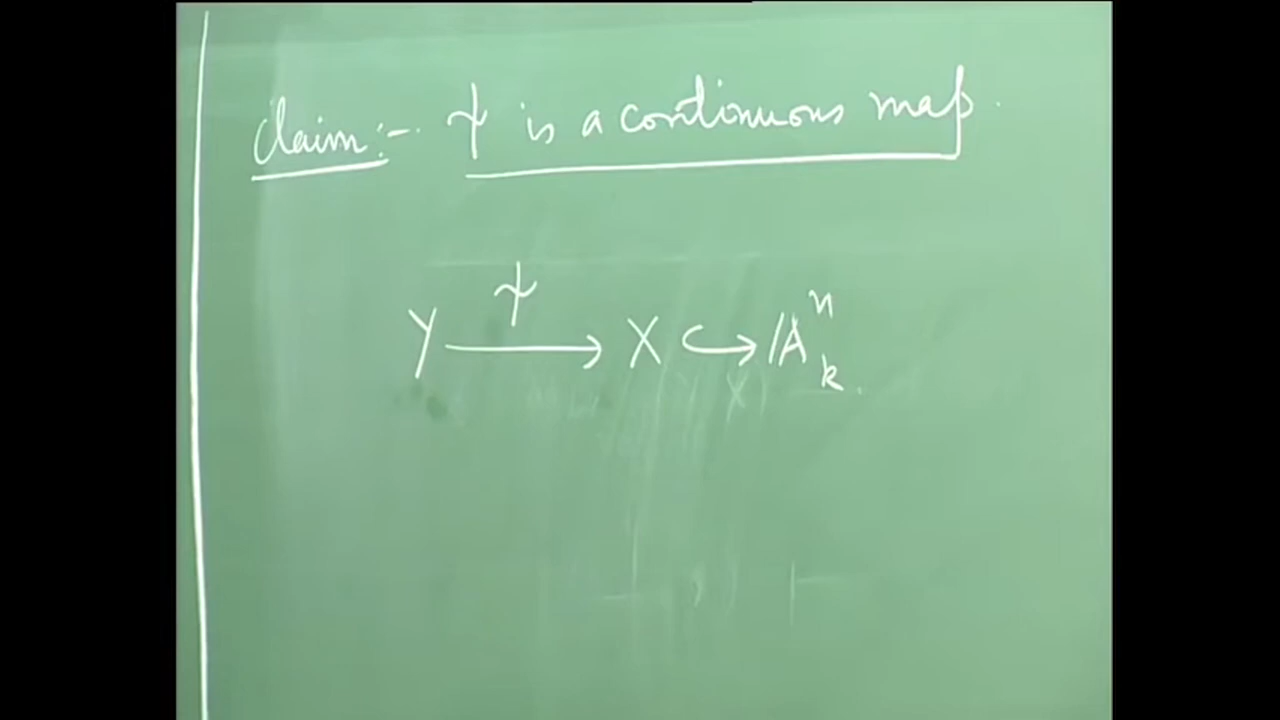 Claim:- ψ is a continuous map.
Y —ψ→ X ↪ 𝔸ⁿₖ.